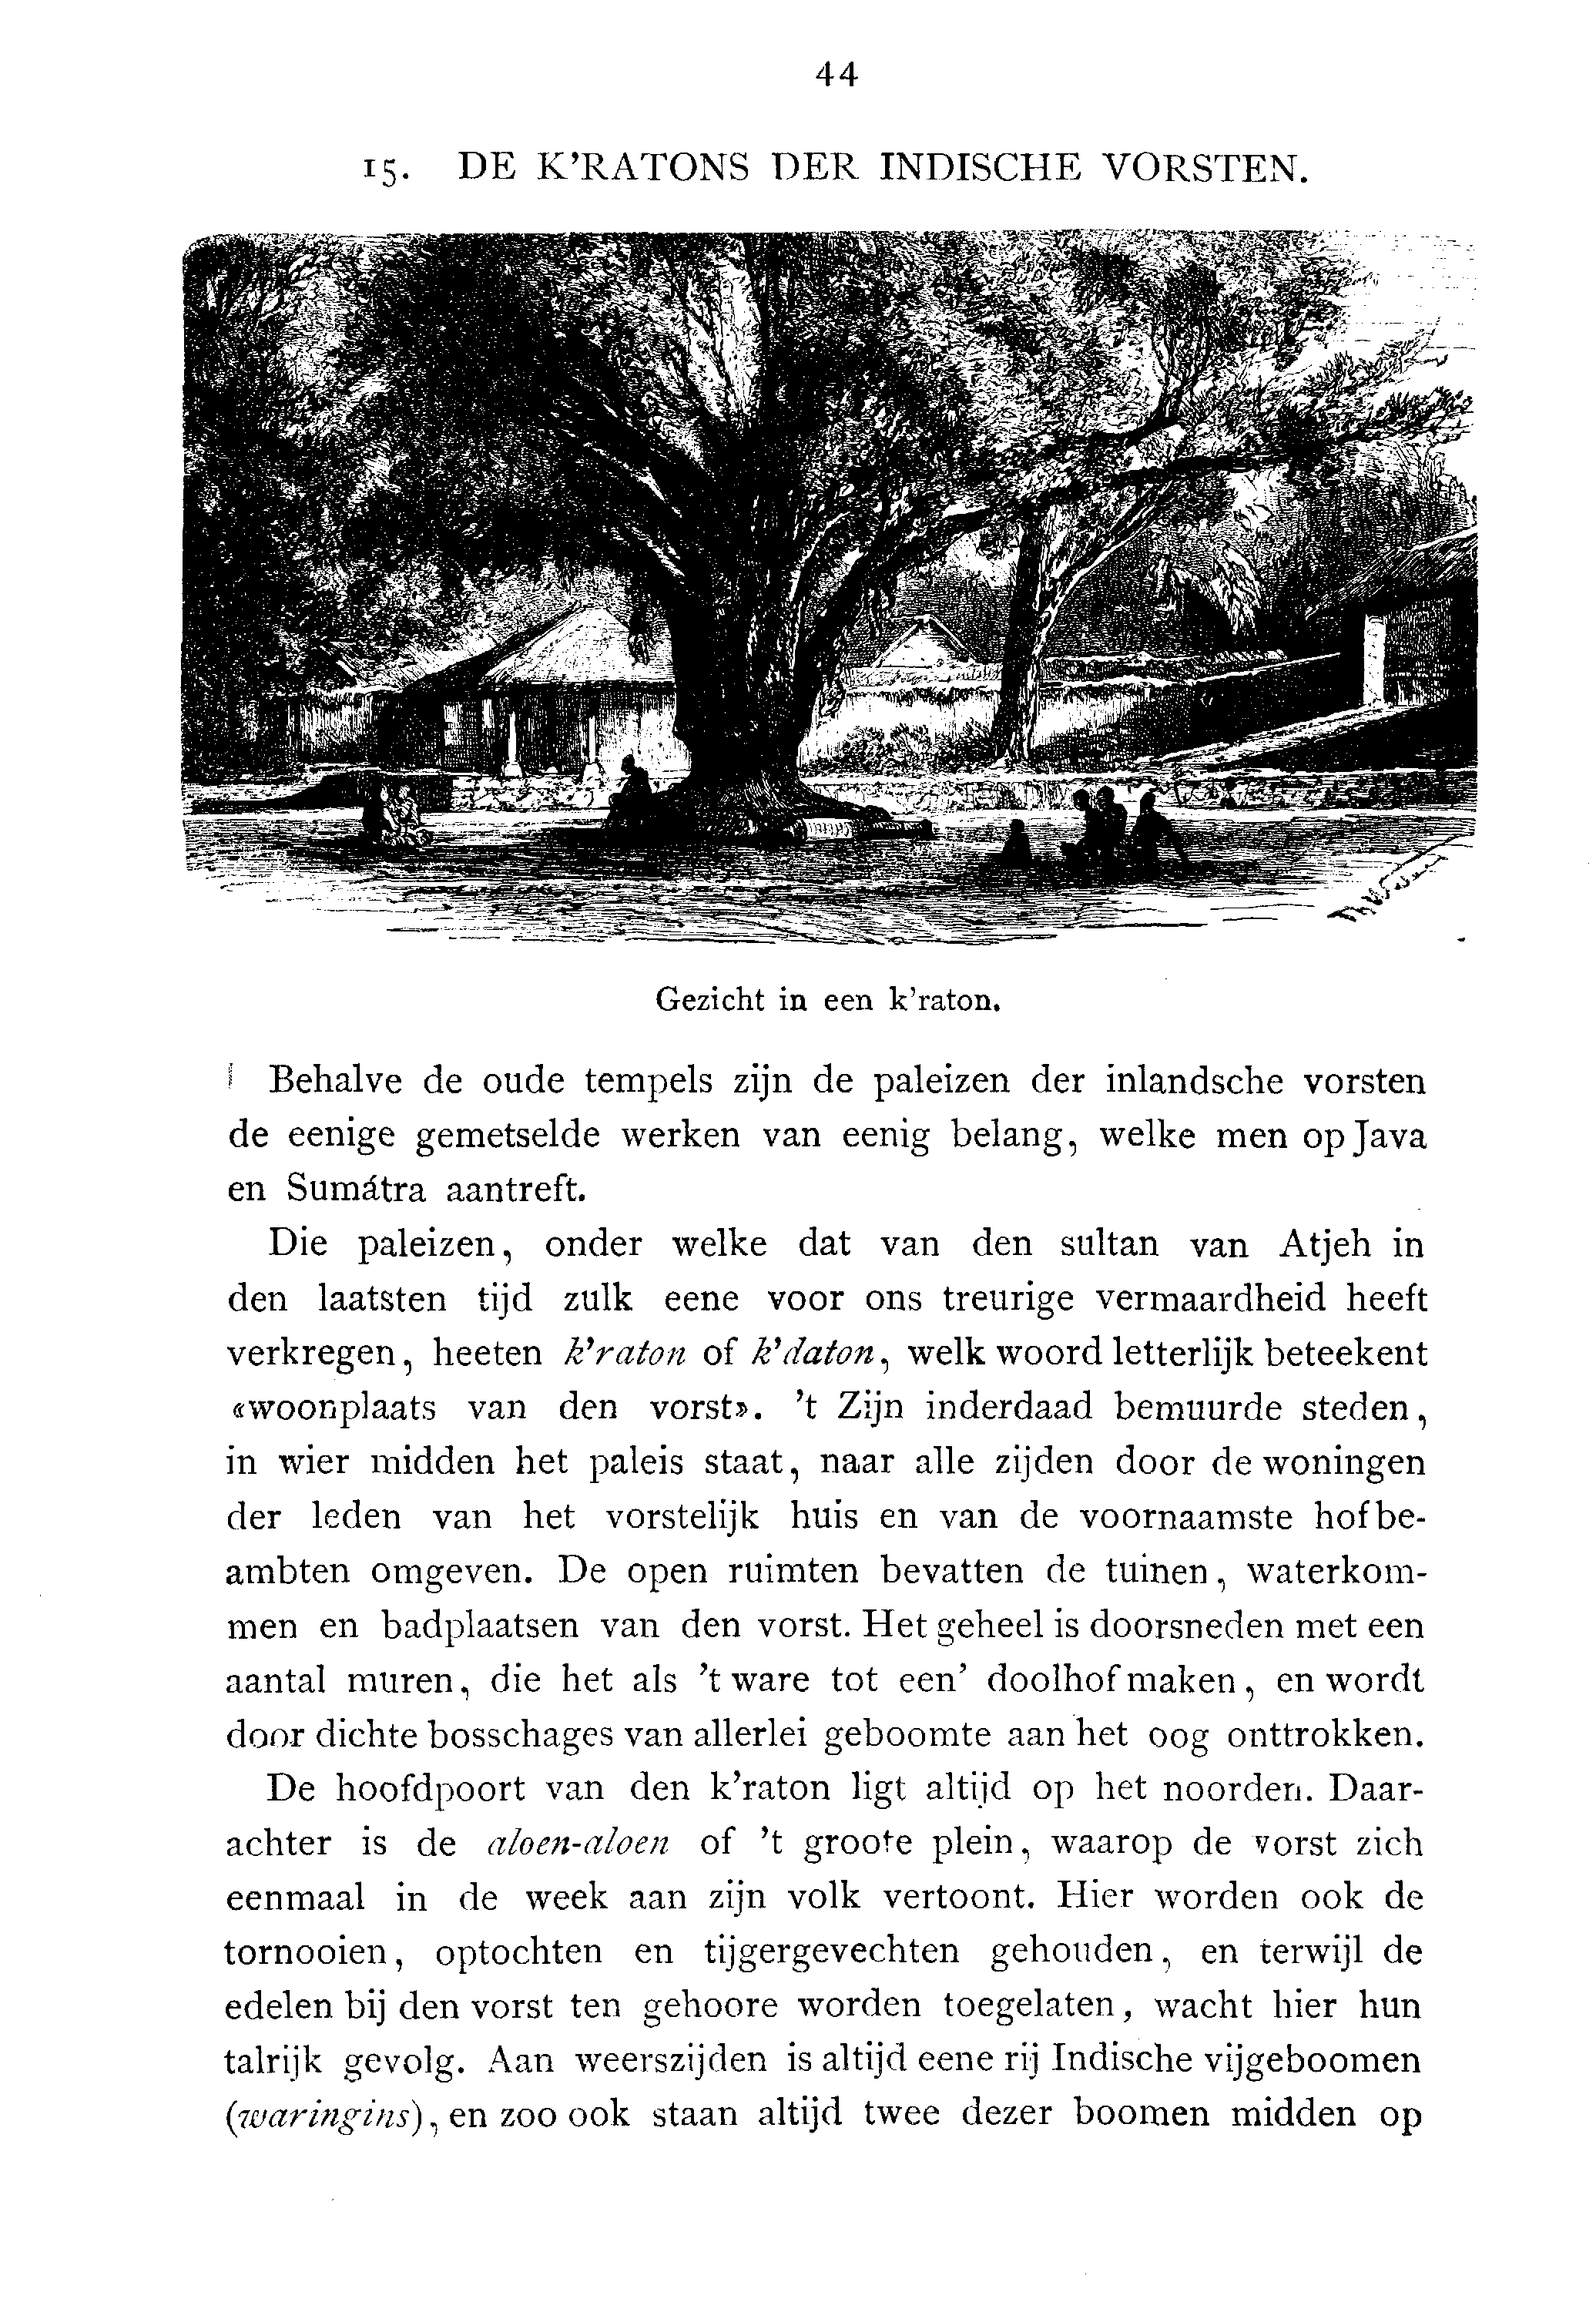 44
15. DE K'RATONS DER INDISCHE VORSTEN.
Gezicht in een k'raton.
Behalve de oude tempels zijn de paleizen der inlandsche vorsten
de eenige gemetselde werken van eenig belang, welke men op Java
en Sumátra aantreft.
Die paleizen, onder welke dat van den sultan van Atjeh in
den laatsten tijd zulk eene voor ons treurige vermaardheid heeft
verkregen, heeten k'raton of k'daton, welk woord letterlijk beteekent
«woonplaats van den vorst». 't Zijn inderdaad bemuurde steden,
in wier midden het paleis staat, naar alle zijden door de woningen
der leden van het vorstelijk huis en van de voornaamste hofbe-
ambten omgeven. De open ruimten bevatten de tuinen, waterkom-
men en badplaatsen van den vorst. Het geheel is doorsneden met een
aantal muren, die het als 't ware tot een' doolhof maken, en wordt
door dichte bosschages van allerlei geboomte aan het oog onttrokken.
De hoofdpoort van den k'raton ligt altijd op het noorden. Daar-
achter is de aloen-aloen of 't groote plein, waarop de vorst zich
eenmaal in de week aan zijn volk vertoont. Hier worden ook de
tornooien, optochten en tijgergevechten gehouden, en terwijl de
edelen bij den vorst ten gehoore worden toegelaten, wacht hier hun
talrijk gevolg. Aan weerszijden is altijd eene rij Indische vijgeboomen
(waringins), en zoo ook staan altijd twee dezer boomen midden op